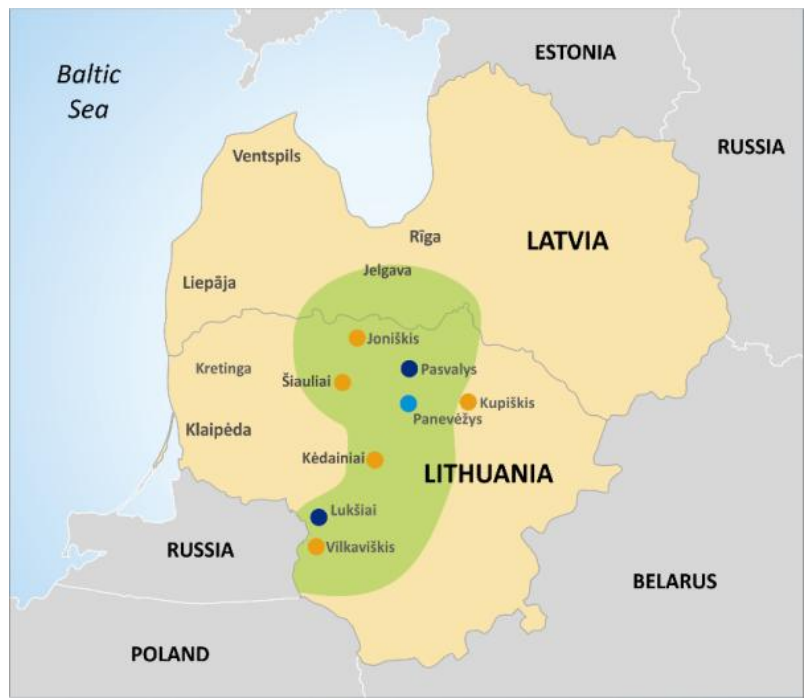 ESTONIA
Baltic
Sea
RUSSIA
Ventspils
Rīga
LATVIA
Jelgava
Liepāja
Joniškis
Kretinga
Pasvalys
Šiauliai
Kupiškis
Panevėžys
Klaipėda
Kėdainiai
LITHUANIA
Lukšiai
RUSSIA
Vilkaviškis
BELARUS
POLAND